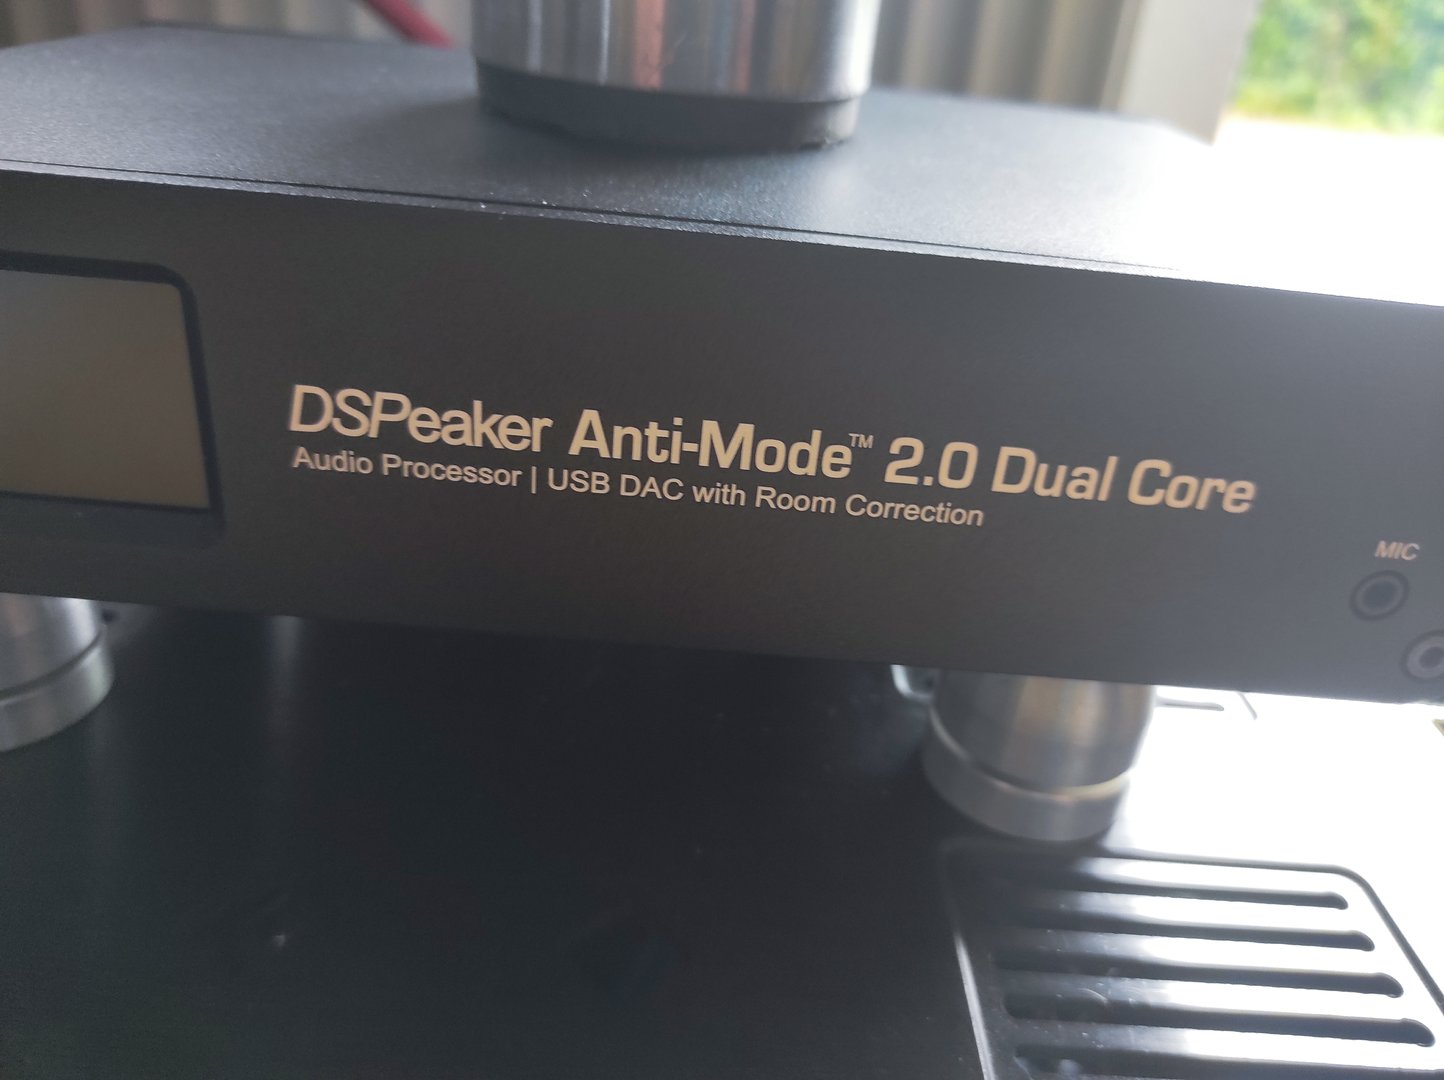 DSPeaker Anti-Mode™ 2.0 Dual Core
Audio Processor | USB DAC with Room Correction
MIC